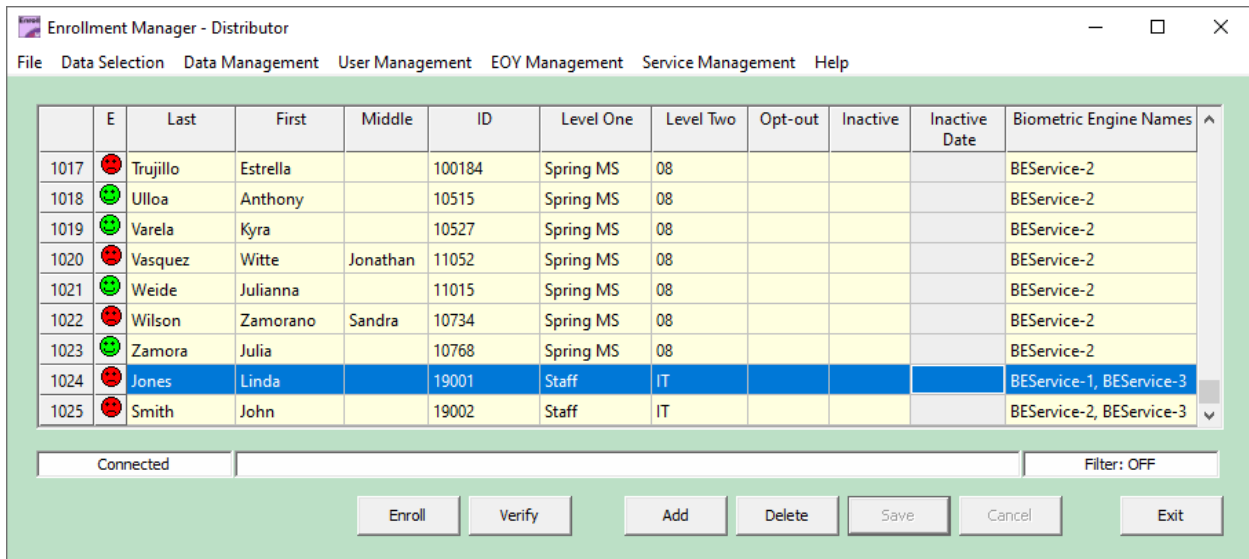 Enroll
Enrollment Manager - Distributor
File Data Selection Data Management User Management EOY Management Service Management Help
E Last First Middle ID Level One Level Two Opt-out Inactive Inactive Date Biometric Engine Names
1017 Trujillo Estrella 100184 Spring MS 08 BEService-2
1018 Ulloa Anthony 10515 Spring MS 08 BEService-2
1019 Varela Kyra 10527 Spring MS 08 BEService-2
1020 Vasquez Witte Jonathan 11052 Spring MS 08 BEService-2
1021 Weide Julianna 11015 Spring MS 08 BEService-2
1022 Wilson Zamorano Sandra 10734 Spring MS 08 BEService-2
1023 Zamora Julia 10768 Spring MS 08 BEService-2
1024 Jones Linda 19001 Staff IT BEService-1, BEService-3
1025 Smith John 19002 Staff IT BEService-2, BEService-3
Connected Filter: OFF
Enroll Verify Add Delete Save Cancel Exit